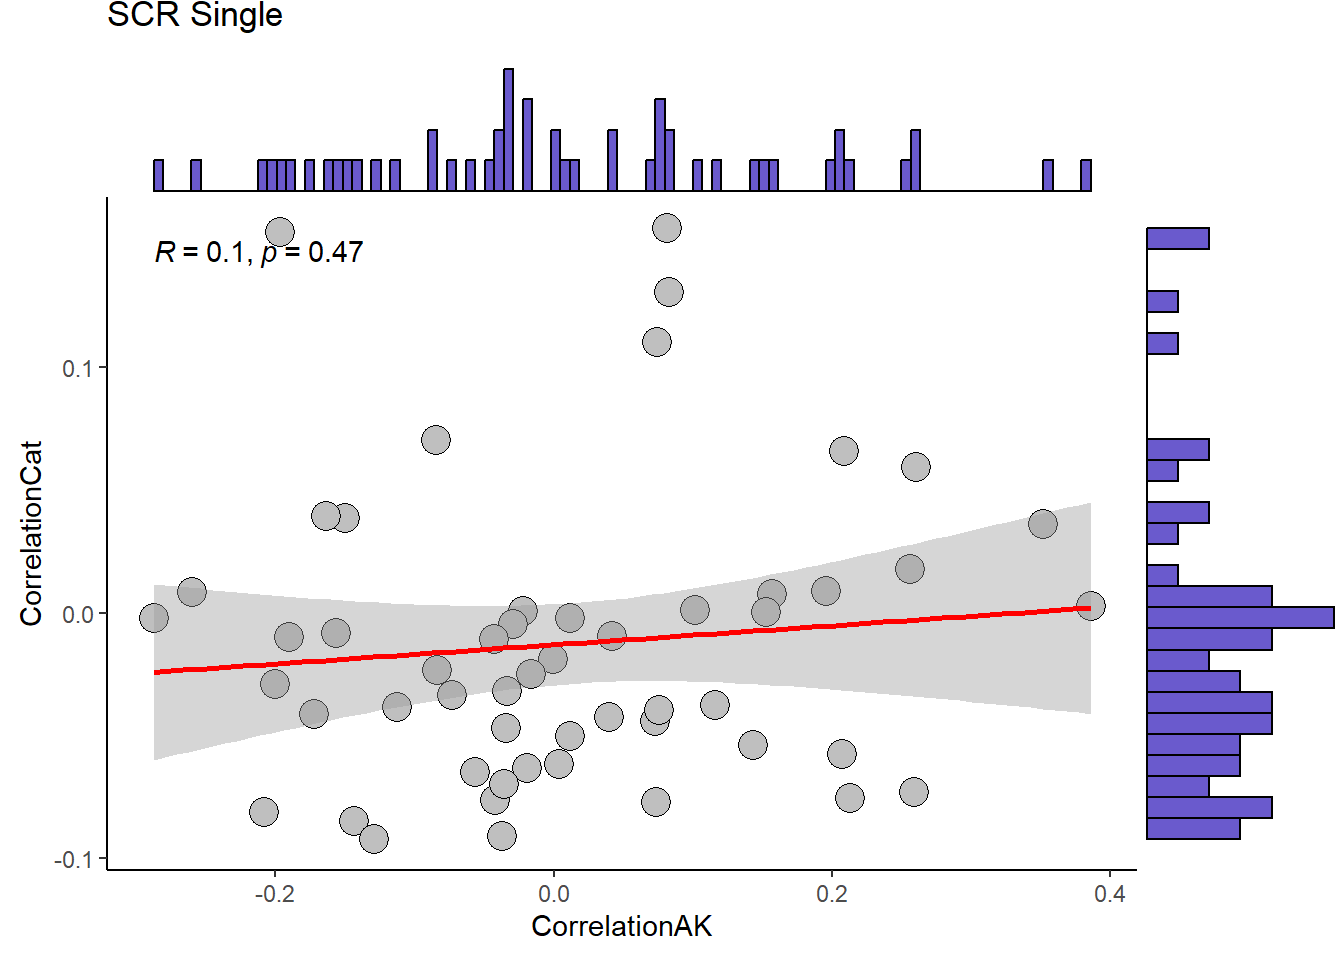 SCR Single
R = 0.1, p = 0.47
CorrelationCat
0.1
0.0
-0.1
-0.2
0.0
0.2
0.4
CorrelationAK